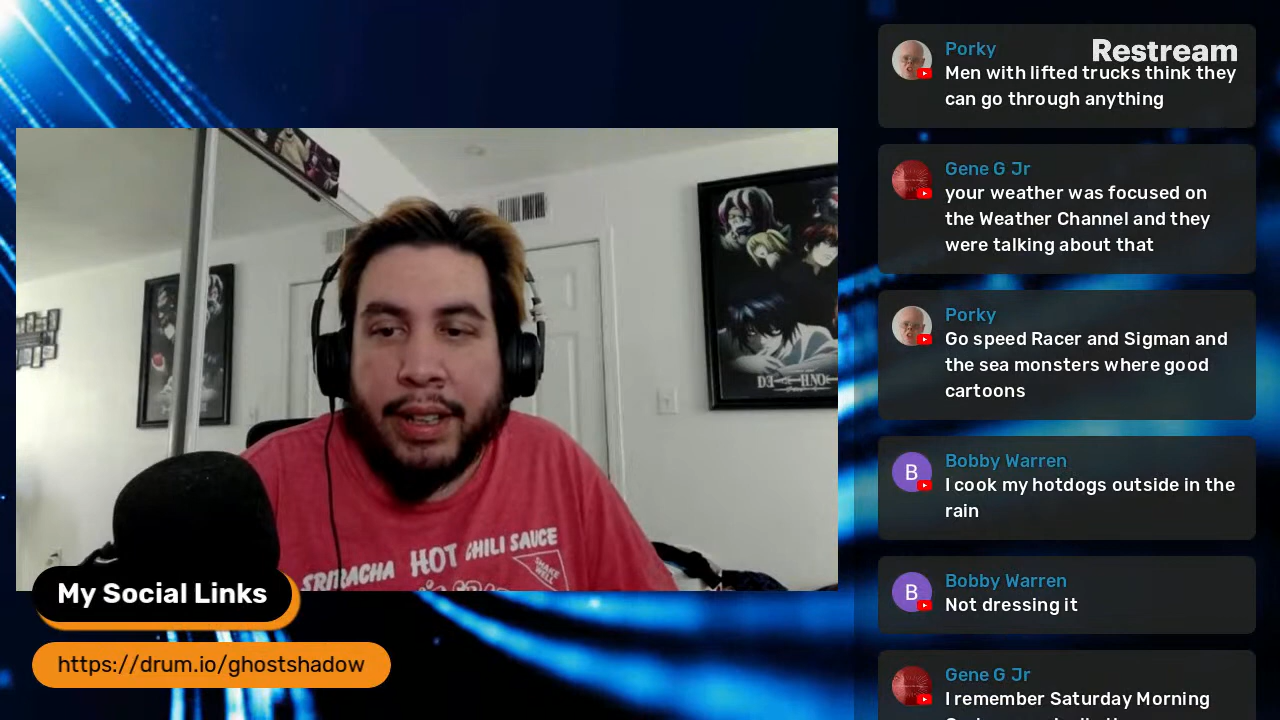 Restream
Porky
Men with lifted trucks think they
can go through anything
Gene G Jr
your weather was focused on
the Weather Channel and they
were talking about that
Porky
Go speed Racer and Sigman and
the sea monsters where good
cartoons
B
Bobby Warren
I cook my hotdogs outside in the
rain
B
Bobby Warren
Not dressing it
Gene G Jr
I remember Saturday Morning
SRIRACHA HOT CHILI SAUCE
SHAKE
WELL
My Social Links
https://drum.io/ghostshadow